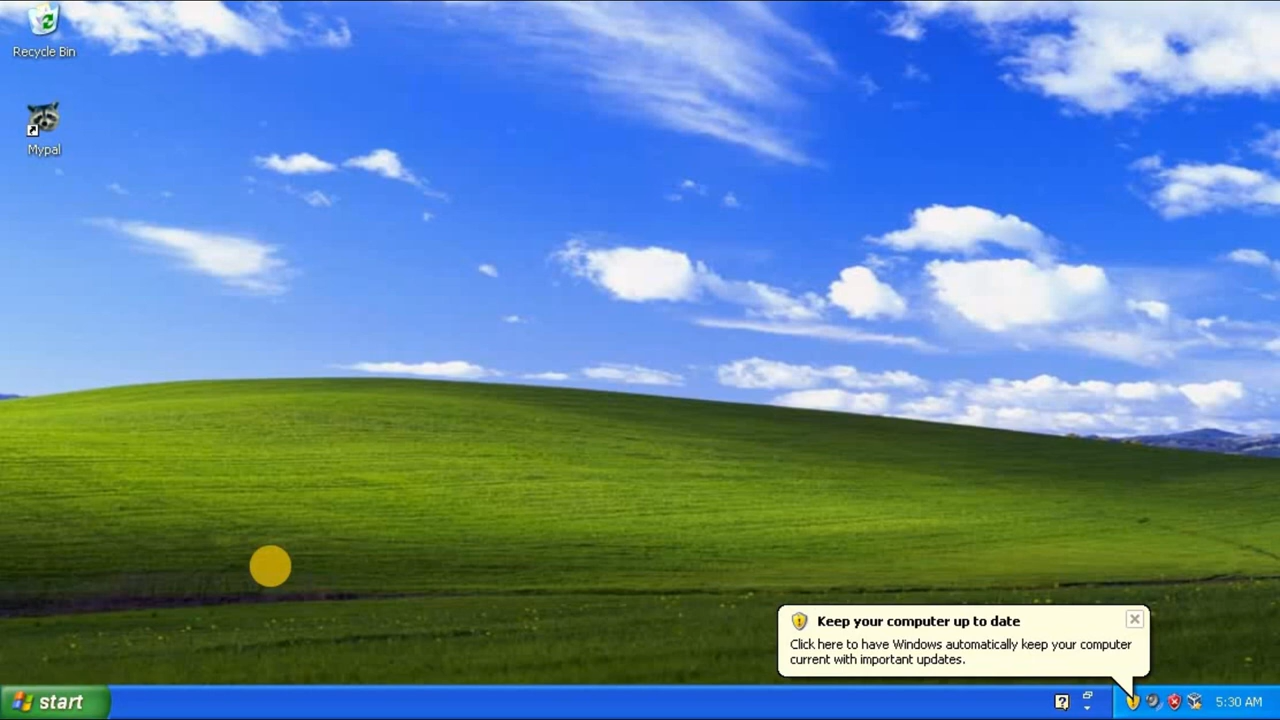 Recycle Bin
Mypal
Keep your computer up to date
Click here to have Windows automatically keep your computer
current with important updates.
start
5:30 AM